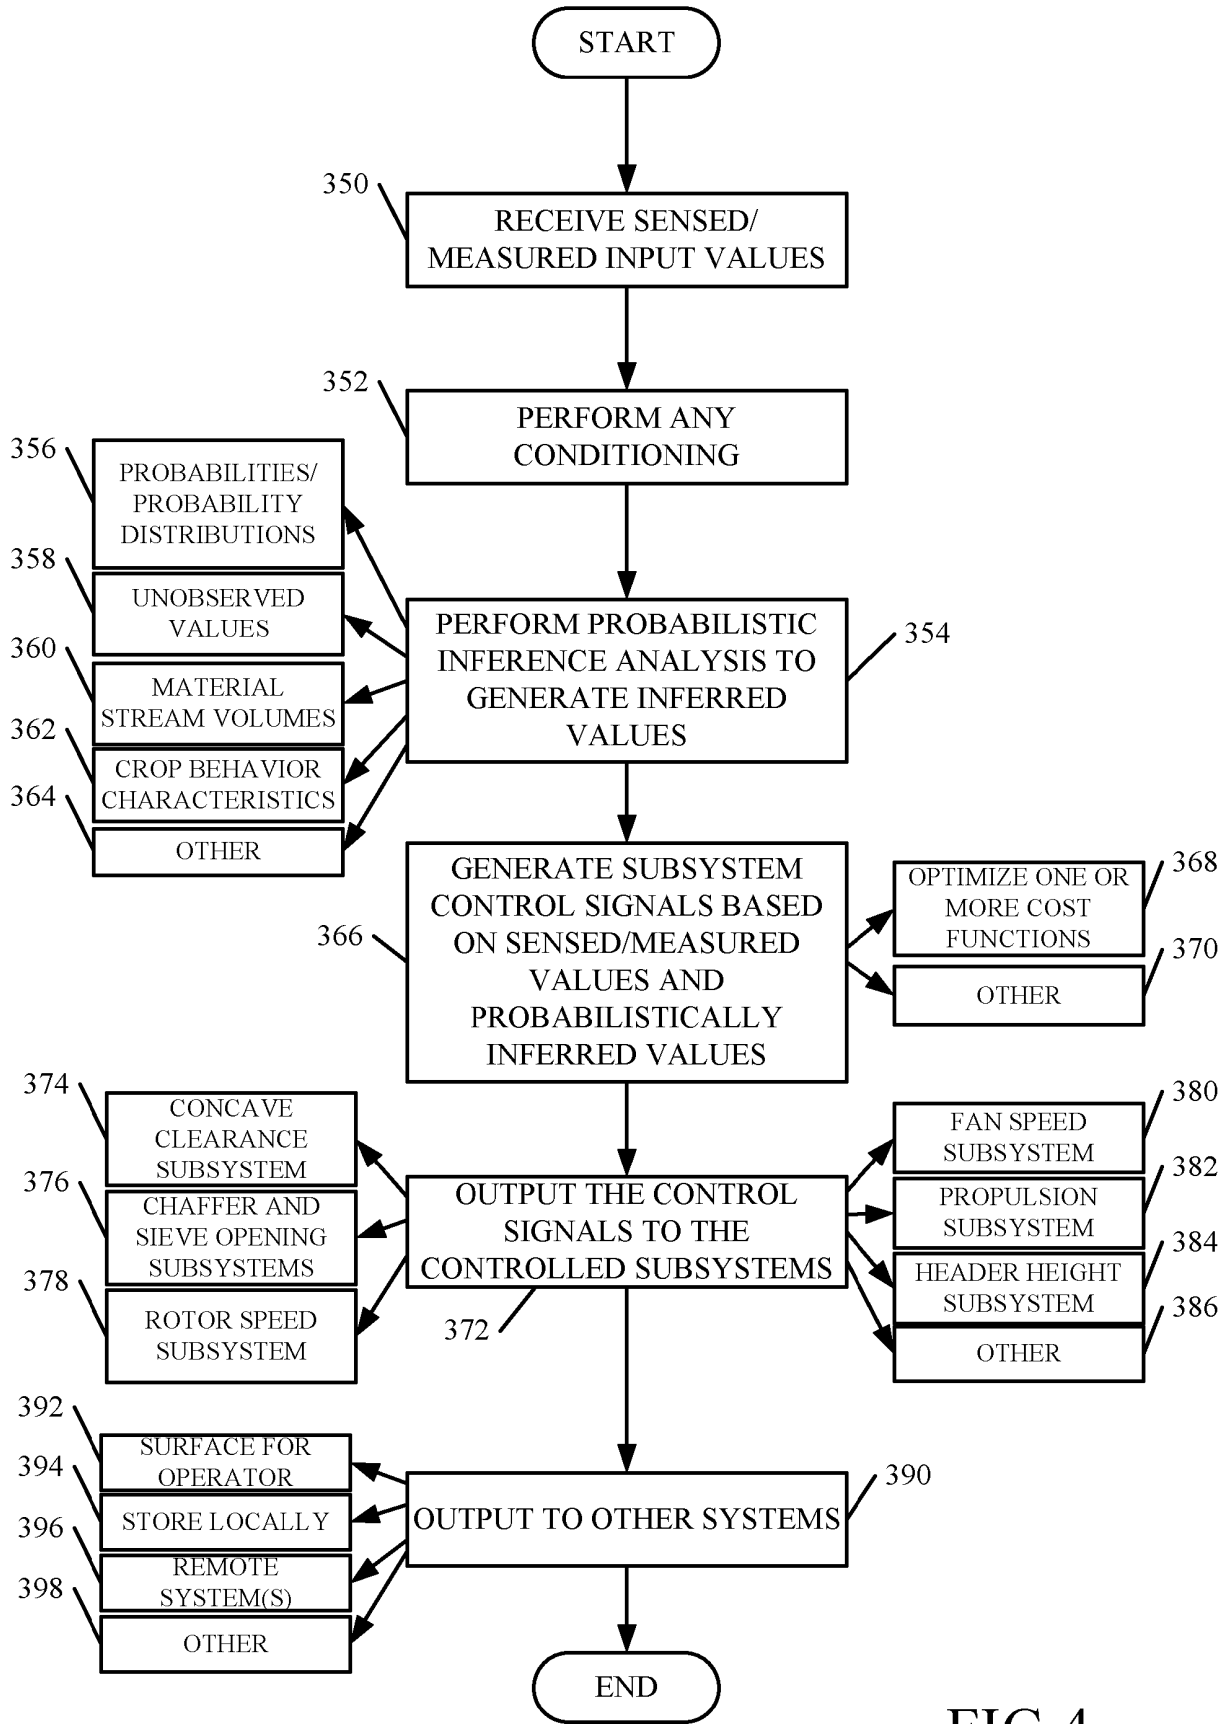 START
350
RECEIVE SENSED/
MEASURED INPUT VALUES
352
PERFORM ANY
CONDITIONING
356
PROBABILITIES/
PROBABILITY
DISTRIBUTIONS
358
UNOBSERVED
VALUES
360
MATERIAL
STREAM VOLUMES
362
CROP BEHAVIOR
CHARACTERISTICS
364
OTHER
PERFORM PROBABILISTIC
INFERENCE ANALYSIS TO
GENERATE INFERRED
VALUES
354
366
GENERATE SUBSYSTEM
CONTROL SIGNALS BASED
ON SENSED/MEASURED
VALUES AND
PROBABILISTICALLY
INFERRED VALUES
368
OPTIMIZE ONE OR
MORE COST
FUNCTIONS
370
OTHER
374
CONCAVE
CLEARANCE
SUBSYSTEM
376
CHAFFER AND
SIEVE OPENING
SUBSYSTEMS
378
ROTOR SPEED
SUBSYSTEM
OUTPUT THE CONTROL
SIGNALS TO THE
CONTROLLED SUBSYSTEMS
372
380
FAN SPEED
SUBSYSTEM
382
PROPULSION
SUBSYSTEM
384
HEADER HEIGHT
SUBSYSTEM
386
OTHER
392
SURFACE FOR
OPERATOR
394
STORE LOCALLY
396
REMOTE
SYSTEM(S)
398
OTHER
OUTPUT TO OTHER SYSTEMS
390
END
FIG. 4